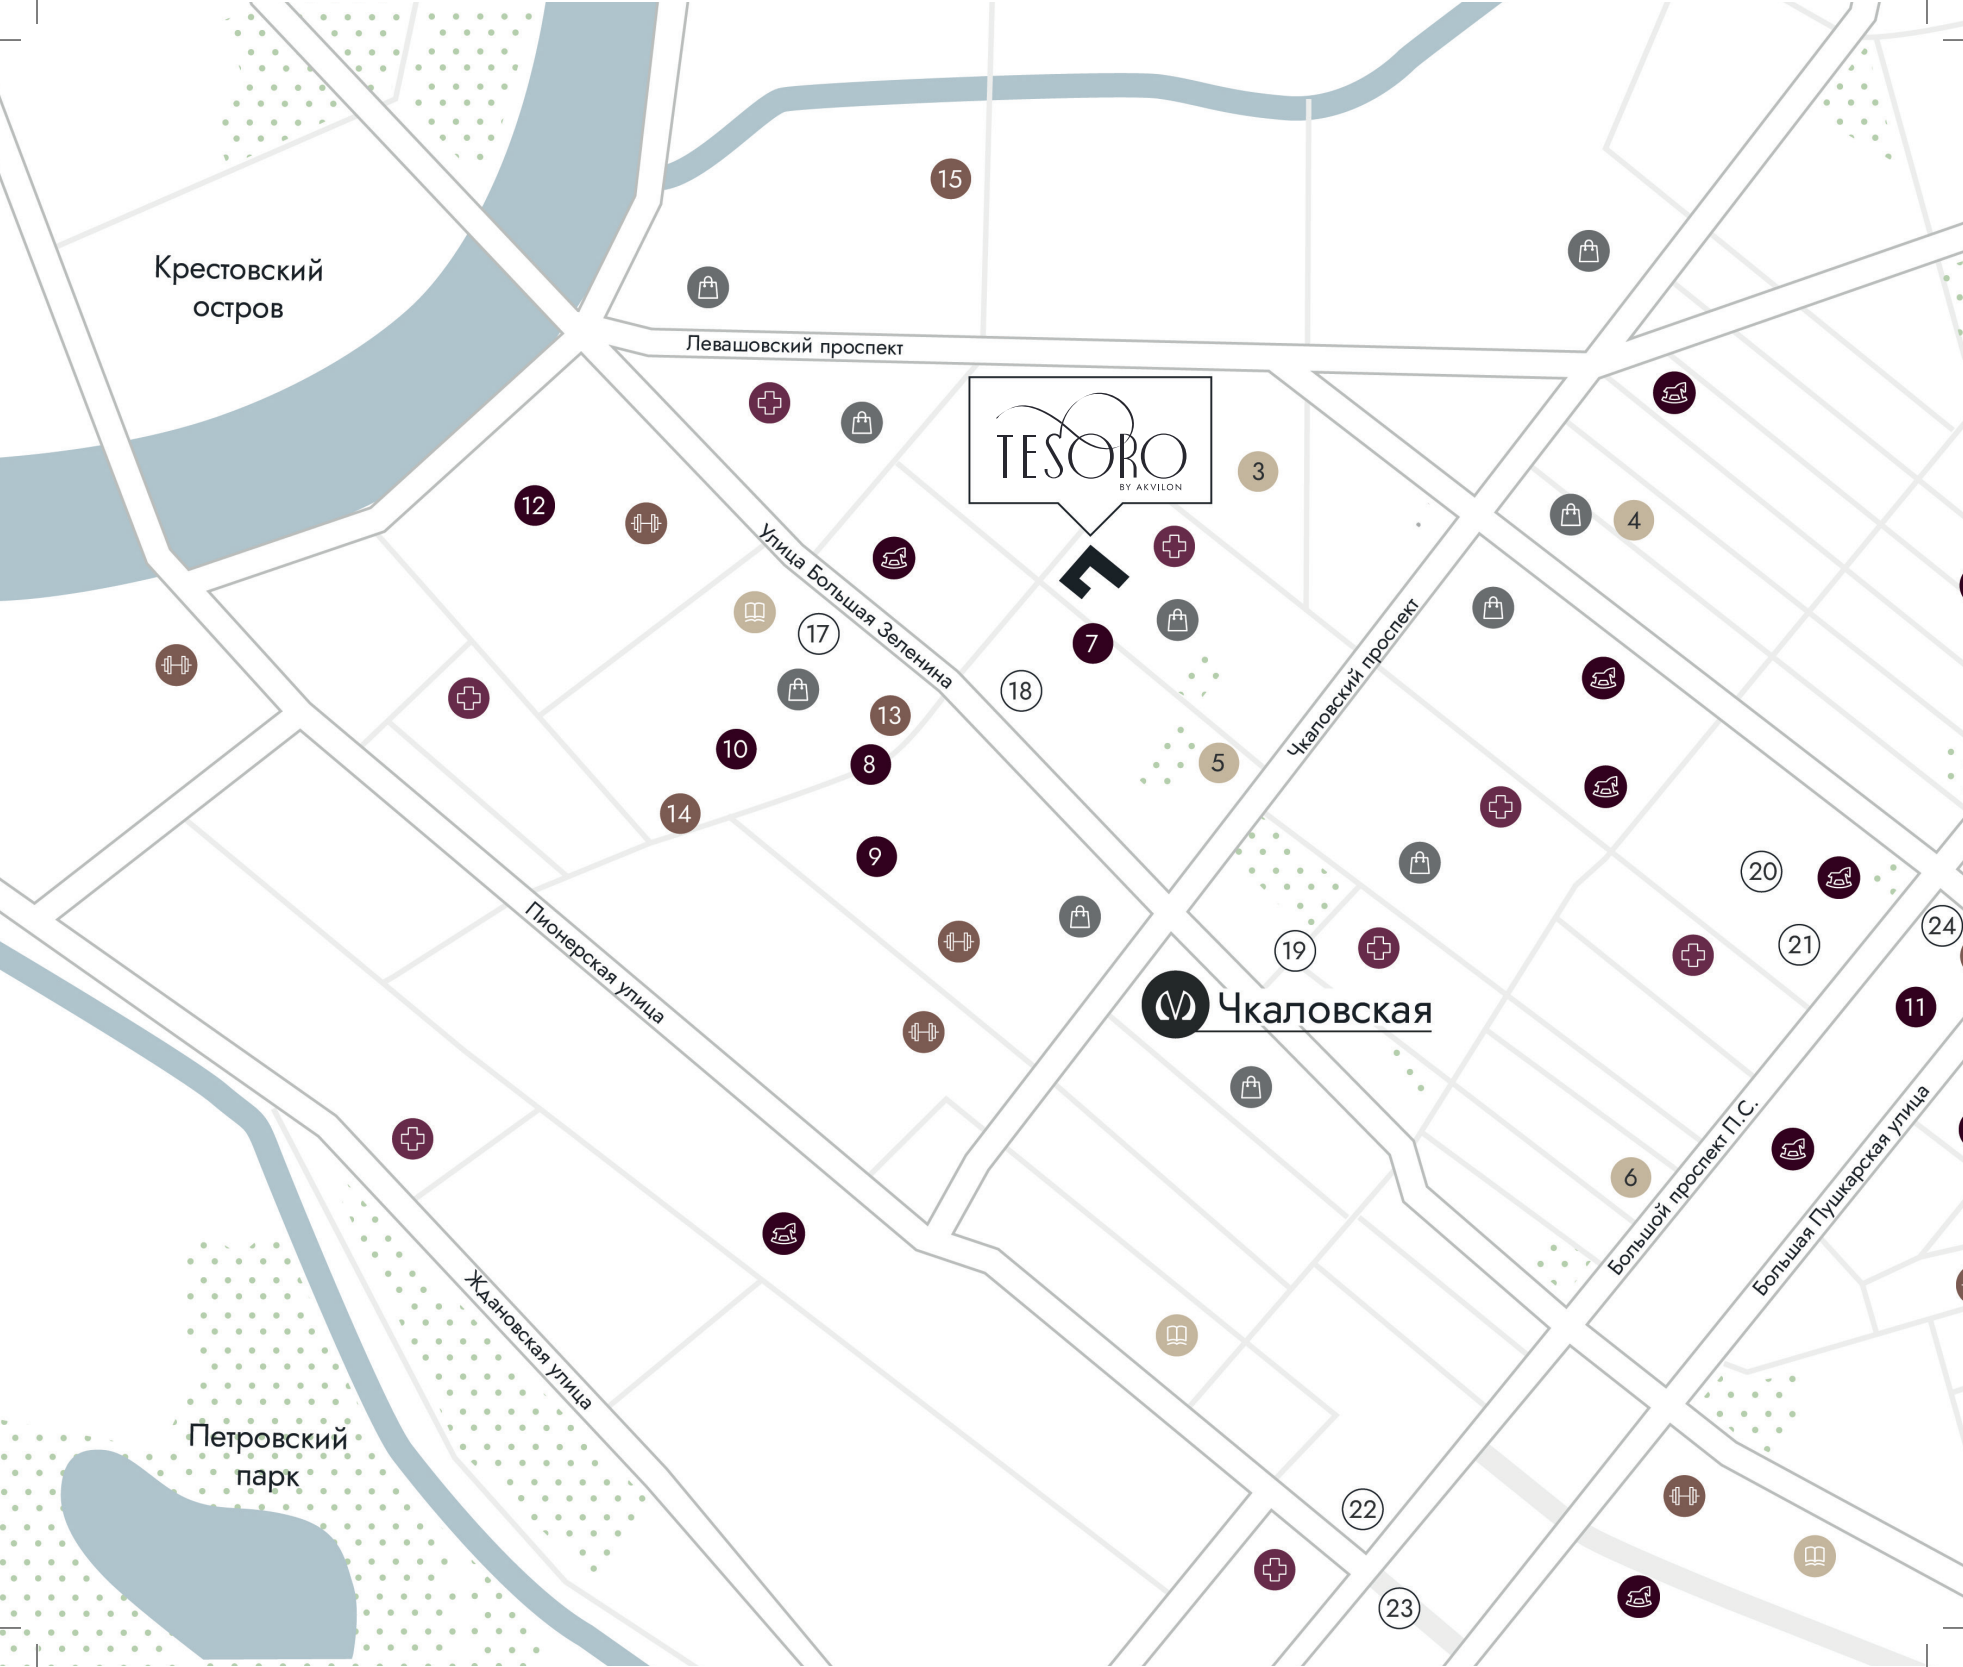 15
Крестовский
остров
Левашовский проспект
TESORO
BY AKVILON
3
12
4
Улица Большая Зеленина
17
7
18
Чкаловский проспект
13
10
8
5
14
9
20
24
21
19
11
Чкаловская
Пионерская улица
6
Большой проспект П.С.
Большая Пушкарская улица
Ждановская улица
Петровский
парк
22
23